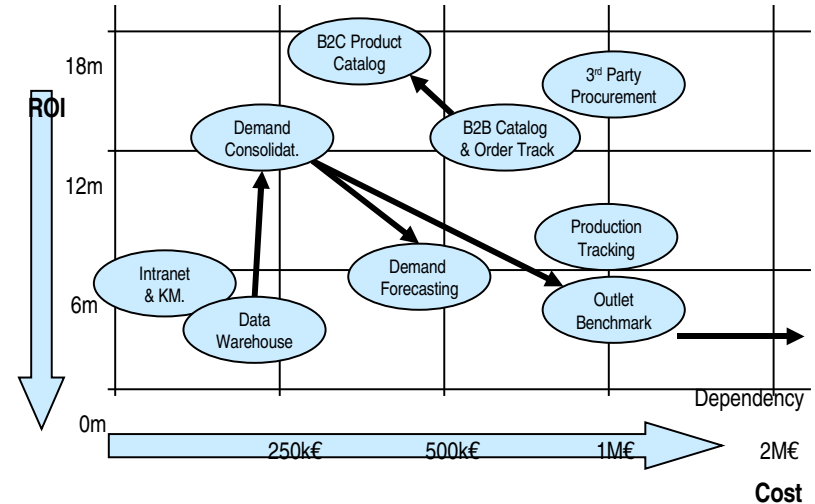 B2C Product
Catalog
18m
3rd Party
Procurement
ROI
Demand
Consolidat.
B2B Catalog
& Order Track
12m
Production
Tracking
Intranet
& KM.
Demand
Forecasting
6m
Data
Warehouse
Outlet
Benchmark
Dependency
0m
250k€ 500k€ 1M€ 2M€
Cost